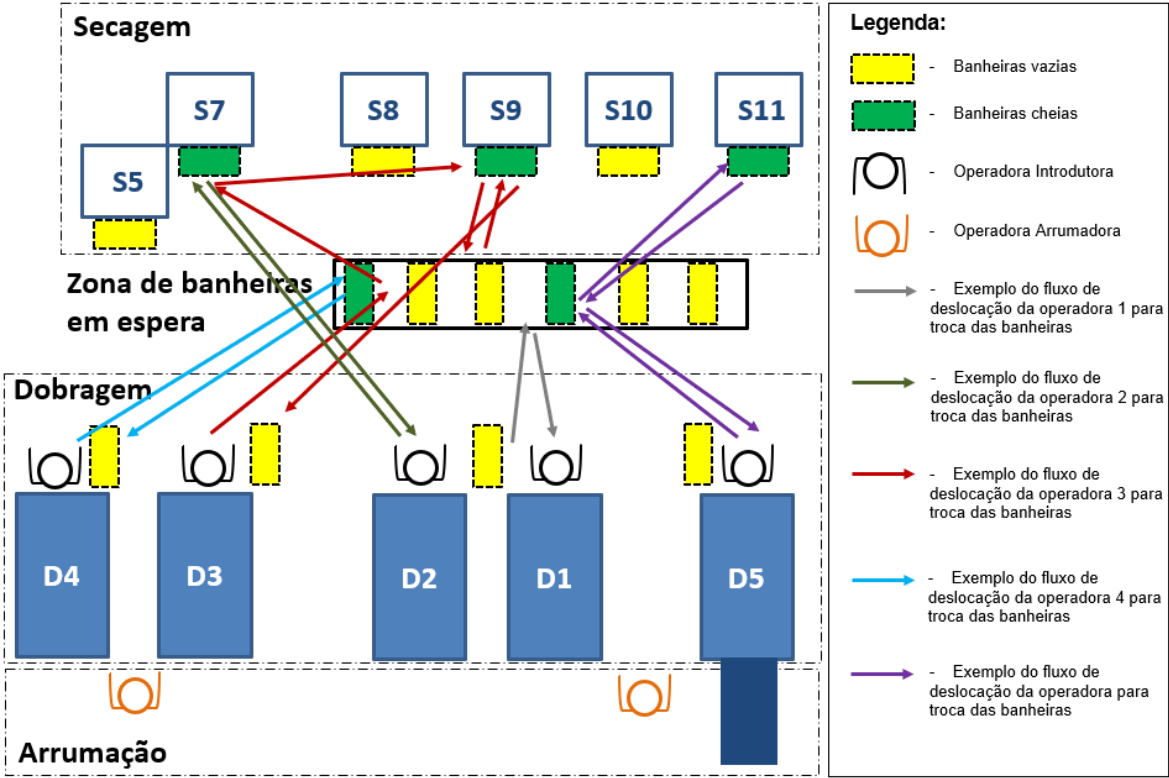 Secagem
S7
S8
S9
S10
S11
S5
Zona de banheiras
em espera
Dobragem
D4
D3
D2
D1
D5
Arrumação
Legenda:
- Banheiras vazias
- Banheiras cheias
- Operadora Introdutora
- Operadora Arrumadora
- Exemplo do fluxo de
deslocação da operadora 1 para
troca das banheiras
- Exemplo do fluxo de
deslocação da operadora 2 para
troca das banheiras
- Exemplo do fluxo de
deslocação da operadora 3 para
troca das banheiras
- Exemplo do fluxo de
deslocação da operadora 4 para
troca das banheiras
- Exemplo do fluxo de
deslocação da operadora para
troca das banheiras